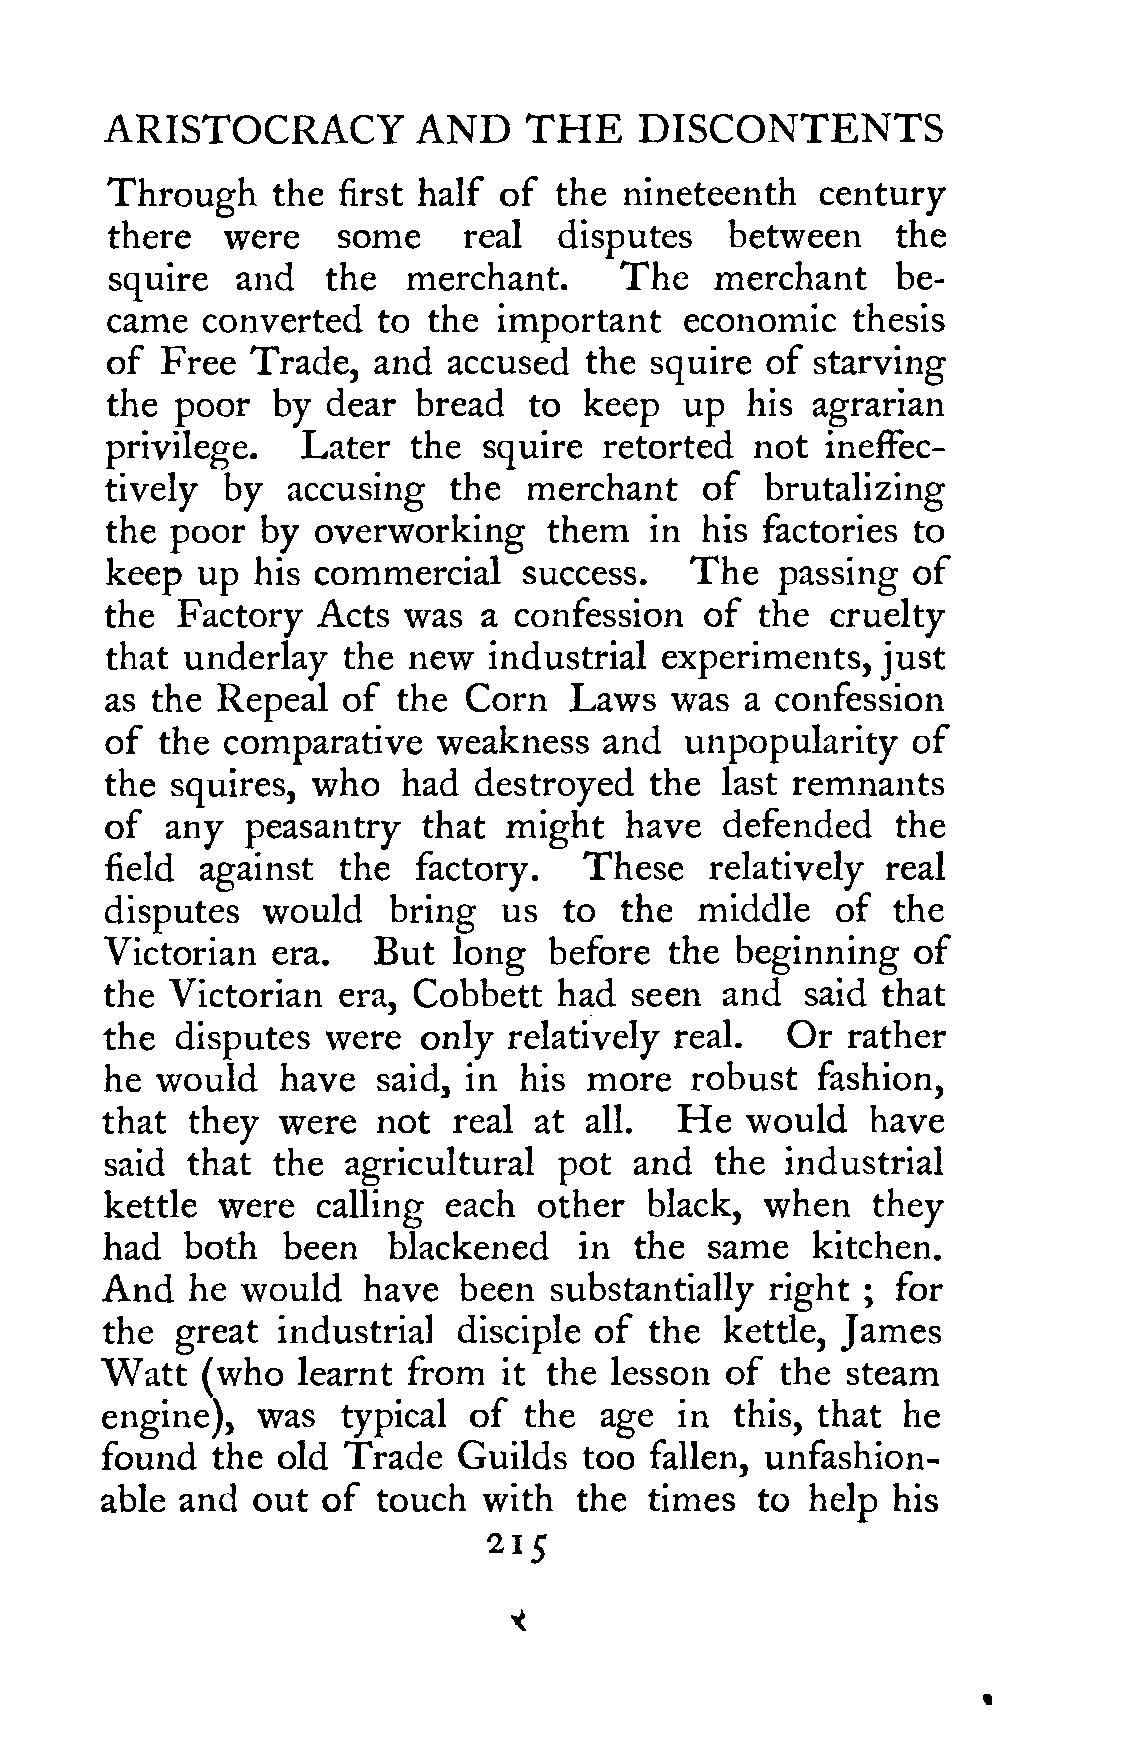 ARISTOCRACY AND THE DISCONTENTS
Through the first half of the nineteenth century
there were some real disputes between the
squire and the merchant. The merchant be-
came converted to the important economic thesis
of Free Trade, and accused the squire of starving
the poor by dear bread to keep up his agrarian
privilege. Later the squire retorted not ineffec-
tively by accusing the merchant of brutalizing
the poor by overworking them in his factories to
keep up his commercial success. The passing of
the Factory Acts was a confession of the cruelty
that underlay the new industrial experiments, just
as the Repeal of the Corn Laws was a confession
of the comparative weakness and unpopularity of
the squires, who had destroyed the last remnants
of any peasantry that might have defended the
field against the factory. These relatively real
disputes would bring us to the middle of the
Victorian era. But long before the beginning of
the Victorian era, Cobbett had seen and said that
the disputes were only relatively real. Or rather
he would have said, in his more robust fashion,
that they were not real at all. He would have
said that the agricultural pot and the industrial
kettle were calling each other black, when they
had both been blackened in the same kitchen.
And he would have been substantially right ; for
the great industrial disciple of the kettle, James
Watt (who learnt from it the lesson of the steam
engine), was typical of the age in this, that he
found the old Trade Guilds too fallen, unfashion-
able and out of touch with the times to help his
215